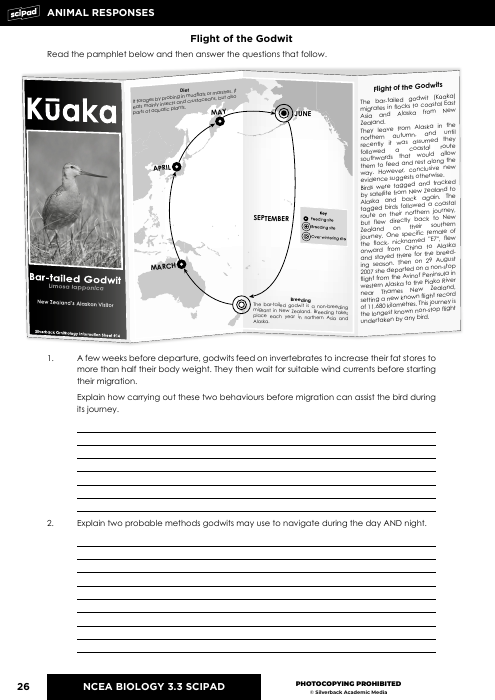 scipad
ANIMAL RESPONSES
Flight of the Godwit
Read the pamphlet below and then answer the questions that follow.
Kūaka
Bar-tailed Godwit
Limosa lapponica
New Zealand's Alaskan Visitor
Silverback Ornithology Information Sheet #16
Diet
It forages by probing in mudflats or marshes. It
eats mainly insect and crustaceans, but also
parts of aquatic plants.
MAY
JUNE
APRIL
SEPTEMBER
MARCH
Key
Feeding site
Breeding site
Over wintering site
Breeding
The bar-tailed godwit is a non-breeding
migrant in New Zealand. Breeding takes
place each year in northern Asia and
Alaska.
Flight of the Godwits
The bar-tailed godwit (Kuaka)
migrates in flocks to coastal East
Asia and Alaska from New
Zealand.
They leave from Alaska in the
northern autumn, and until
recently it was assumed they
followed a coastal route
southwards that would allow
them to feed and rest along the
way. However, conclusive new
evidence suggests otherwise.
Birds were tagged and tracked
by satellite from New Zealand to
Alaska and back again. The
tagged birds followed a coastal
route on their northern journey,
but flew directly back to New
Zealand on their southern
journey. One specific female of
the flock, nicknamed "E7", flew
onward from China to Alaska
and stayed there for the breed-
ing season. Then on 29 August
2007 she departed on a non-stop
flight from the Avinof Peninsula in
western Alaska to the Piako River
near Thames New Zealand,
setting a new known flight record
of 11,680 kilometres. This journey is
the longest known non-stop flight
undertaken by any bird.
1. A few weeks before departure, godwits feed on invertebrates to increase their fat stores to
more than half their body weight. They then wait for suitable wind currents before starting
their migration.
Explain how carrying out these two behaviours before migration can assist the bird during
its journey.
2. Explain two probable methods godwits may use to navigate during the day AND night.
26
NCEA BIOLOGY 3.3 SCIPAD
PHOTOCOPYING PROHIBITED
© Silverback Academic Media